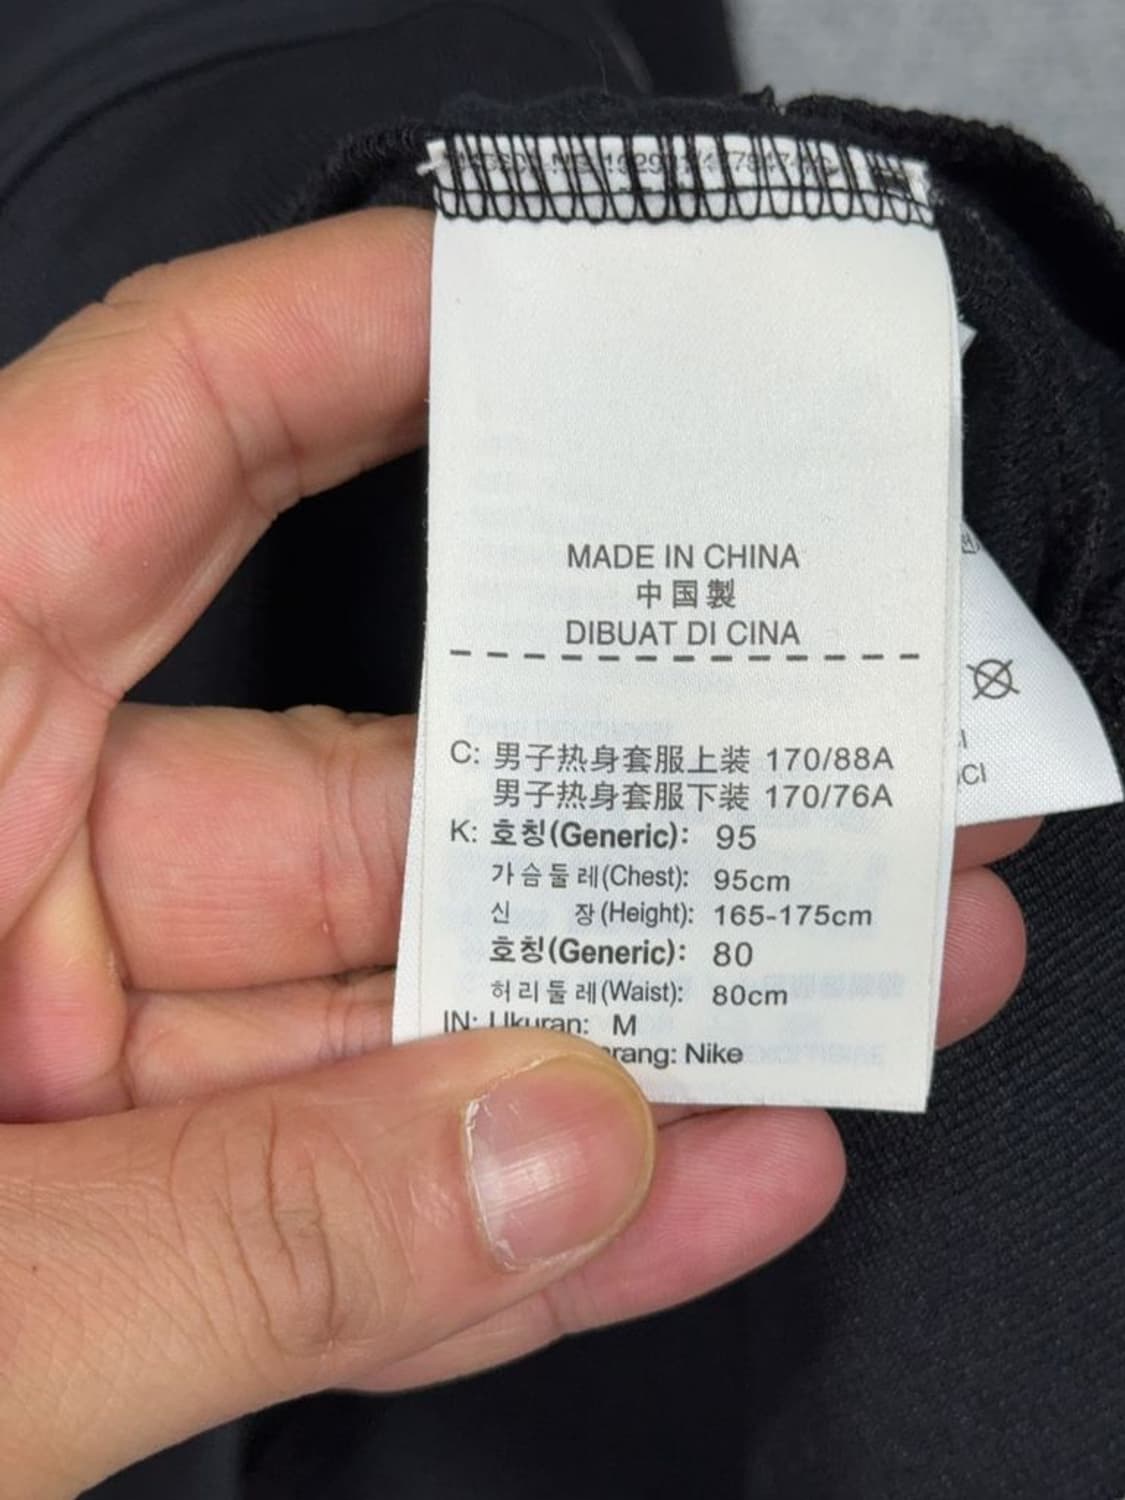 MADE IN CHINA
中国製
DIBUAT DI CINA
C: 男子热身套服上装 170/88A
男子热身套服下装 170/76A
K: 호칭(Generic): 95
가슴둘레(Chest): 95cm
신 장(Height): 165-175cm
호칭(Generic): 80
허리둘레(Waist): 80cm
IN: Ukuran: M
Nike